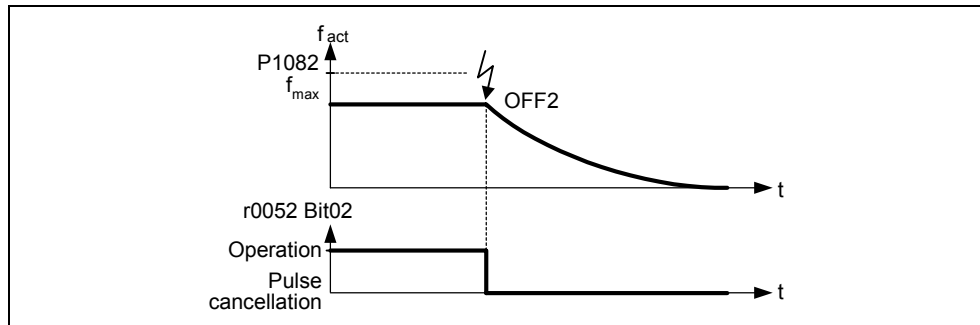 f act
P1082
f max
OFF2
t
r0052 Bit02
Operation
Pulse
cancellation
t